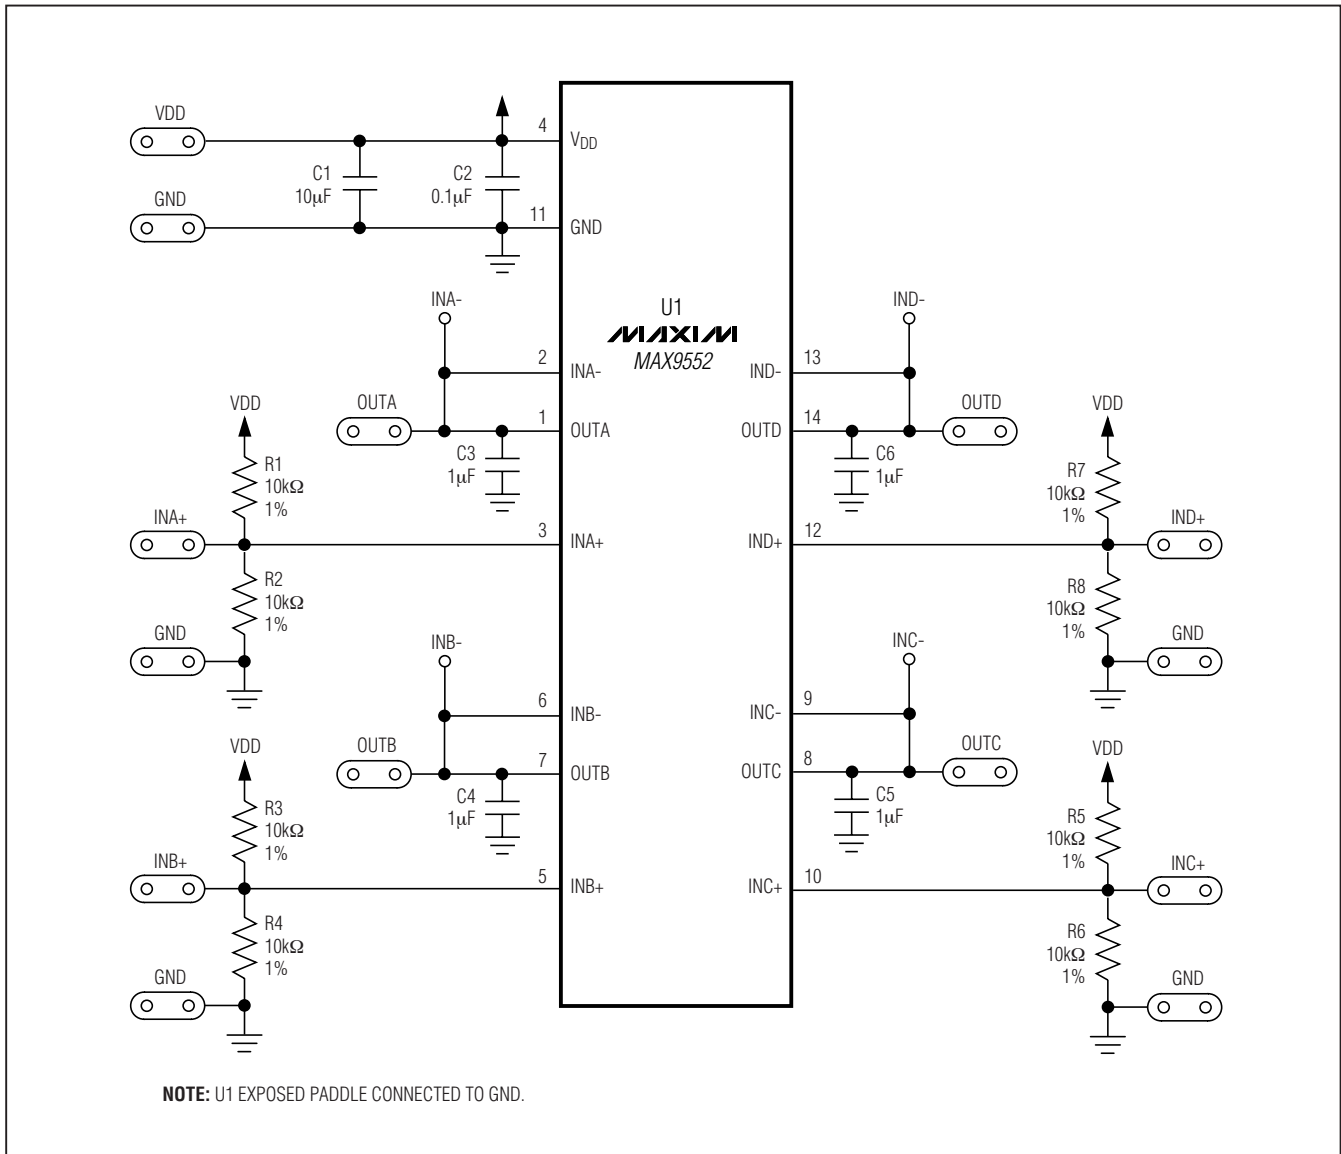 VDD
4
VDD
C1
10µF
C2
0.1µF
GND
11
GND
INA-
IND-
U1
MAXIM
MAX9552
2
INA-
IND-
13
OUTA
1
OUTA
OUTD
14
OUTD
VDD
VDD
C3
1µF
C6
1µF
R1
10kΩ
1%
R7
10kΩ
1%
INA+
3
INA+
IND+
12
IND+
R2
10kΩ
1%
R8
10kΩ
1%
GND
GND
INB-
INC-
6
INB-
INC-
9
VDD
OUTB
7
OUTB
OUTC
8
OUTC
VDD
C4
1µF
C5
1µF
R3
10kΩ
1%
R5
10kΩ
1%
INB+
5
INB+
INC+
10
INC+
R4
10kΩ
1%
R6
10kΩ
1%
GND
GND
NOTE: U1 EXPOSED PADDLE CONNECTED TO GND.